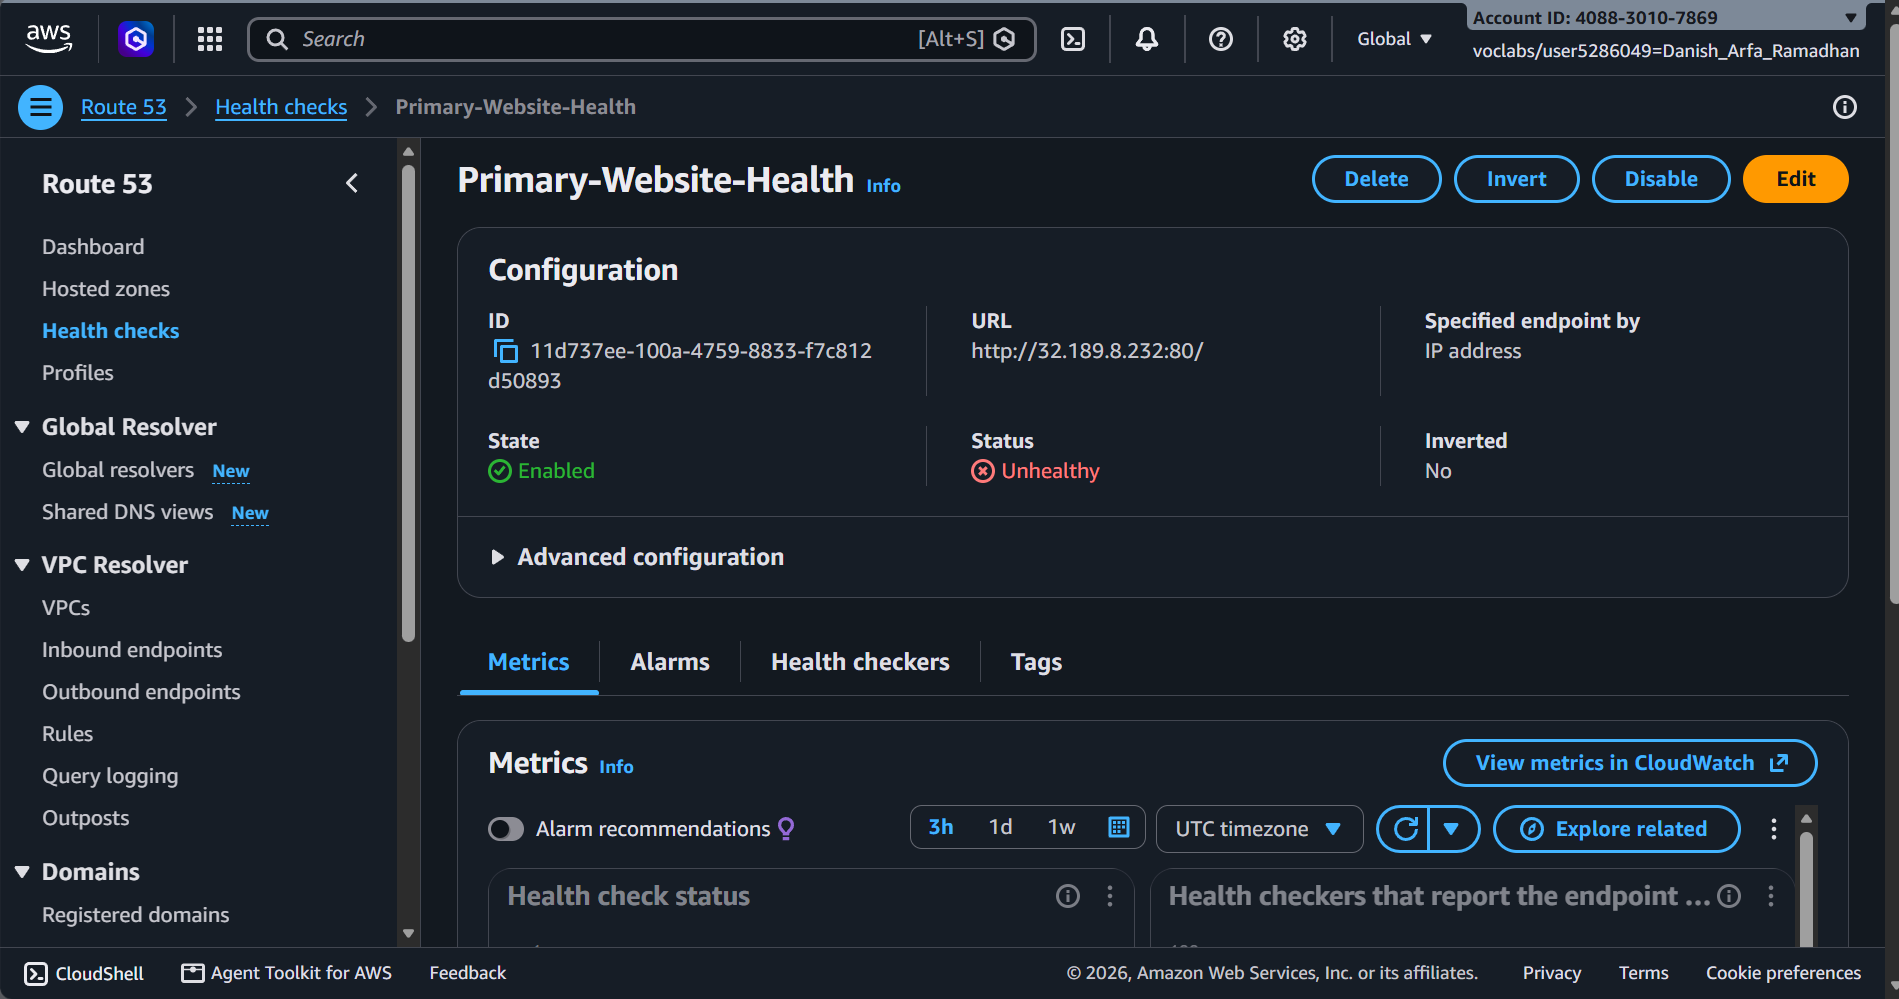 aws
Search
[Alt+S]
Global
Account ID: 4088-3010-7869
voclabs/user5286049=Danish_Arfa_Ramadhan
Route 53
Health checks
Primary-Website-Health
Route 53
Dashboard
Hosted zones
Health checks
Profiles
Global Resolver
Global resolvers New
Shared DNS views New
VPC Resolver
VPCs
Inbound endpoints
Outbound endpoints
Rules
Query logging
Outposts
Domains
Registered domains
Primary-Website-Health Info
Delete
Invert
Disable
Edit
Configuration
ID
11d737ee-100a-4759-8833-f7c812
d50893
URL
http://32.189.8.232:80/
Specified endpoint by
IP address
State
Enabled
Status
Unhealthy
Inverted
No
Advanced configuration
Metrics
Alarms
Health checkers
Tags
Metrics Info
View metrics in CloudWatch
Alarm recommendations
3h
1d
1w
UTC timezone
Explore related
Health check status
Health checkers that report the endpoint ...
CloudShell
Agent Toolkit for AWS
Feedback
© 2026, Amazon Web Services, Inc. or its affiliates.
Privacy
Terms
Cookie preferences